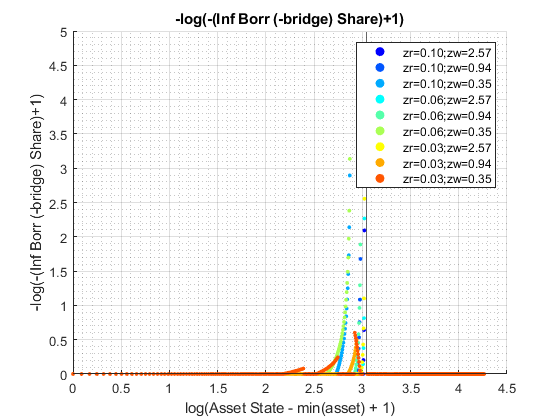 -log(-(Inf Borr (-bridge) Share)+1)
5
4.5
4
3.5
3
2.5
2
1.5
1
0.5
0
-log(-(Inf Borr (-bridge) Share)+1)
zr=0.10;zw=2.57
zr=0.10;zw=0.94
zr=0.10;zw=0.35
zr=0.06;zw=2.57
zr=0.06;zw=0.94
zr=0.06;zw=0.35
zr=0.03;zw=2.57
zr=0.03;zw=0.94
zr=0.03;zw=0.35
0 0.5 1 1.5 2 2.5 3 3.5 4 4.5
log(Asset State - min(asset) + 1)